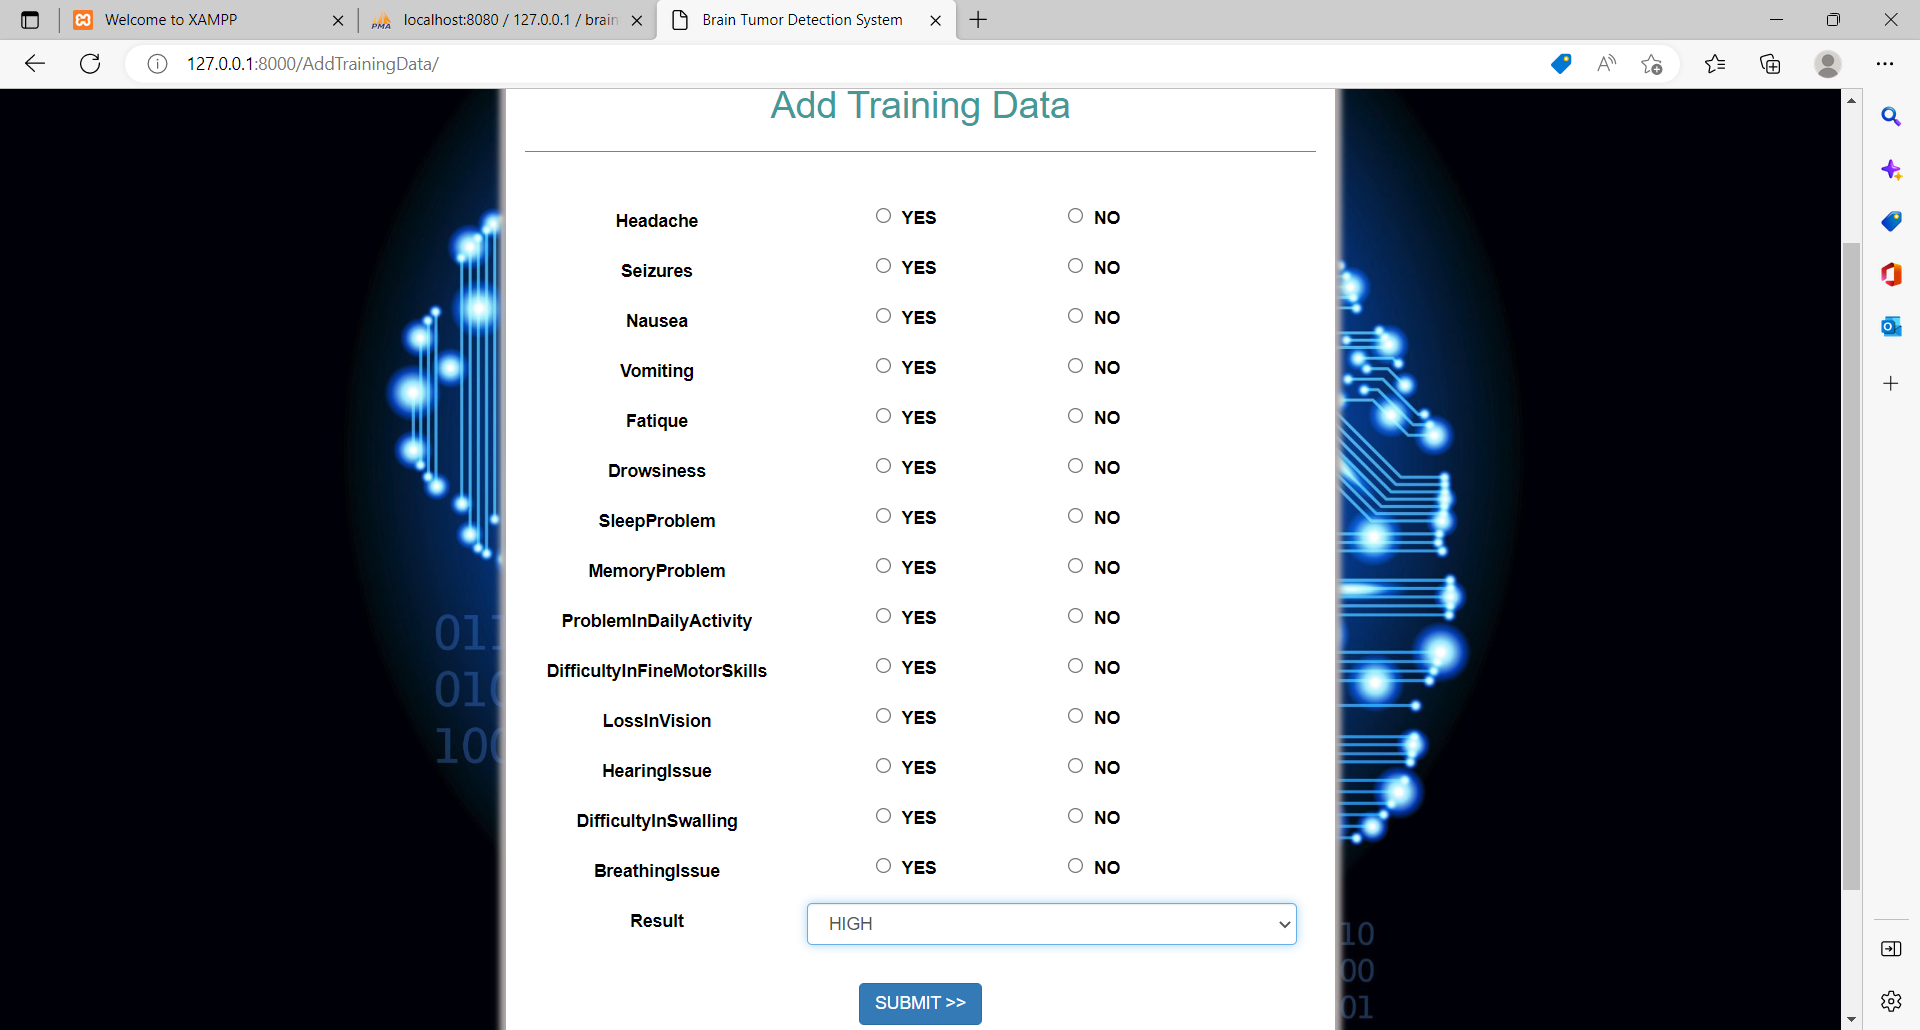 Welcome to XAMPP
PMA
localhost:8080 / 127.0.0.1 / brain
Brain Tumor Detection System
127.0.0.1:8000/AddTrainingData/
Add Training Data
Headache YES NO
Seizures YES NO
Nausea YES NO
Vomiting YES NO
Fatique YES NO
Drowsiness YES NO
SleepProblem YES NO
MemoryProblem YES NO
ProblemInDailyActivity YES NO
DifficultyInFineMotorSkills YES NO
LossInVision YES NO
HearingIssue YES NO
DifficultyInSwalling YES NO
BreathingIssue YES NO
Result HIGH
SUBMIT >>
011
010
100
10
00
01